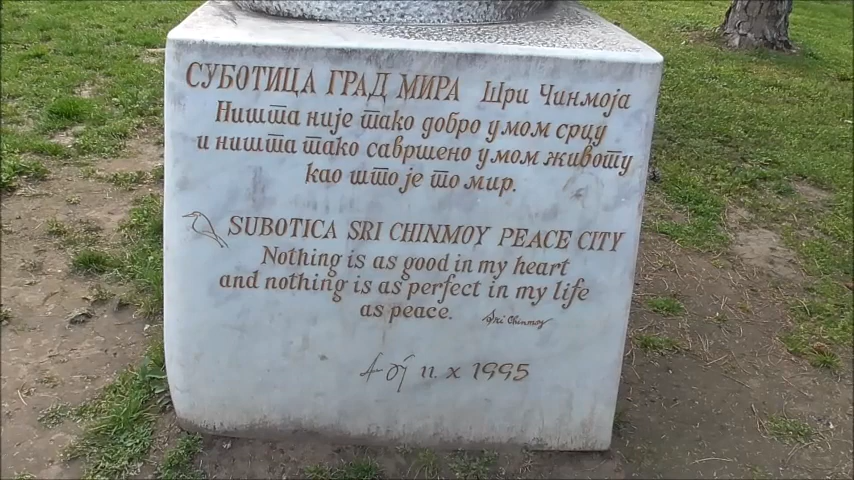 СУБОТИЦА ГРАД МИРА Шри Чинмоја
Ништа није тако добро у мом срцу
и ништа тако савршено у мом животу
као што је то мир.
SUBOTICA SRI CHINMOY PEACE CITY
Nothing is as good in my heart
and nothing is as perfect in my life
as peace. Sri Chinmoy
11. X 1995